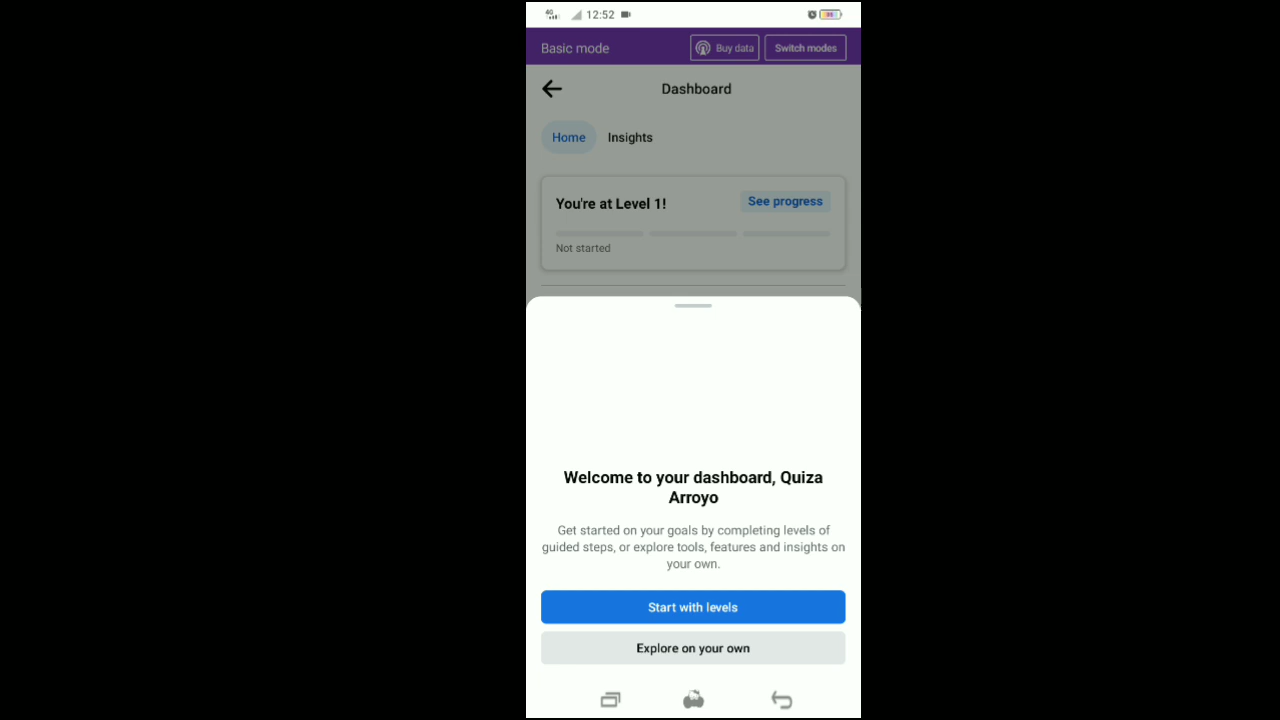 4G 12:52
Basic mode Buy data Switch modes
Dashboard
Home Insights
You're at Level 1! See progress
Not started
Welcome to your dashboard, Quiza
Arroyo
Get started on your goals by completing levels of
guided steps, or explore tools, features and insights on
your own.
Start with levels
Explore on your own